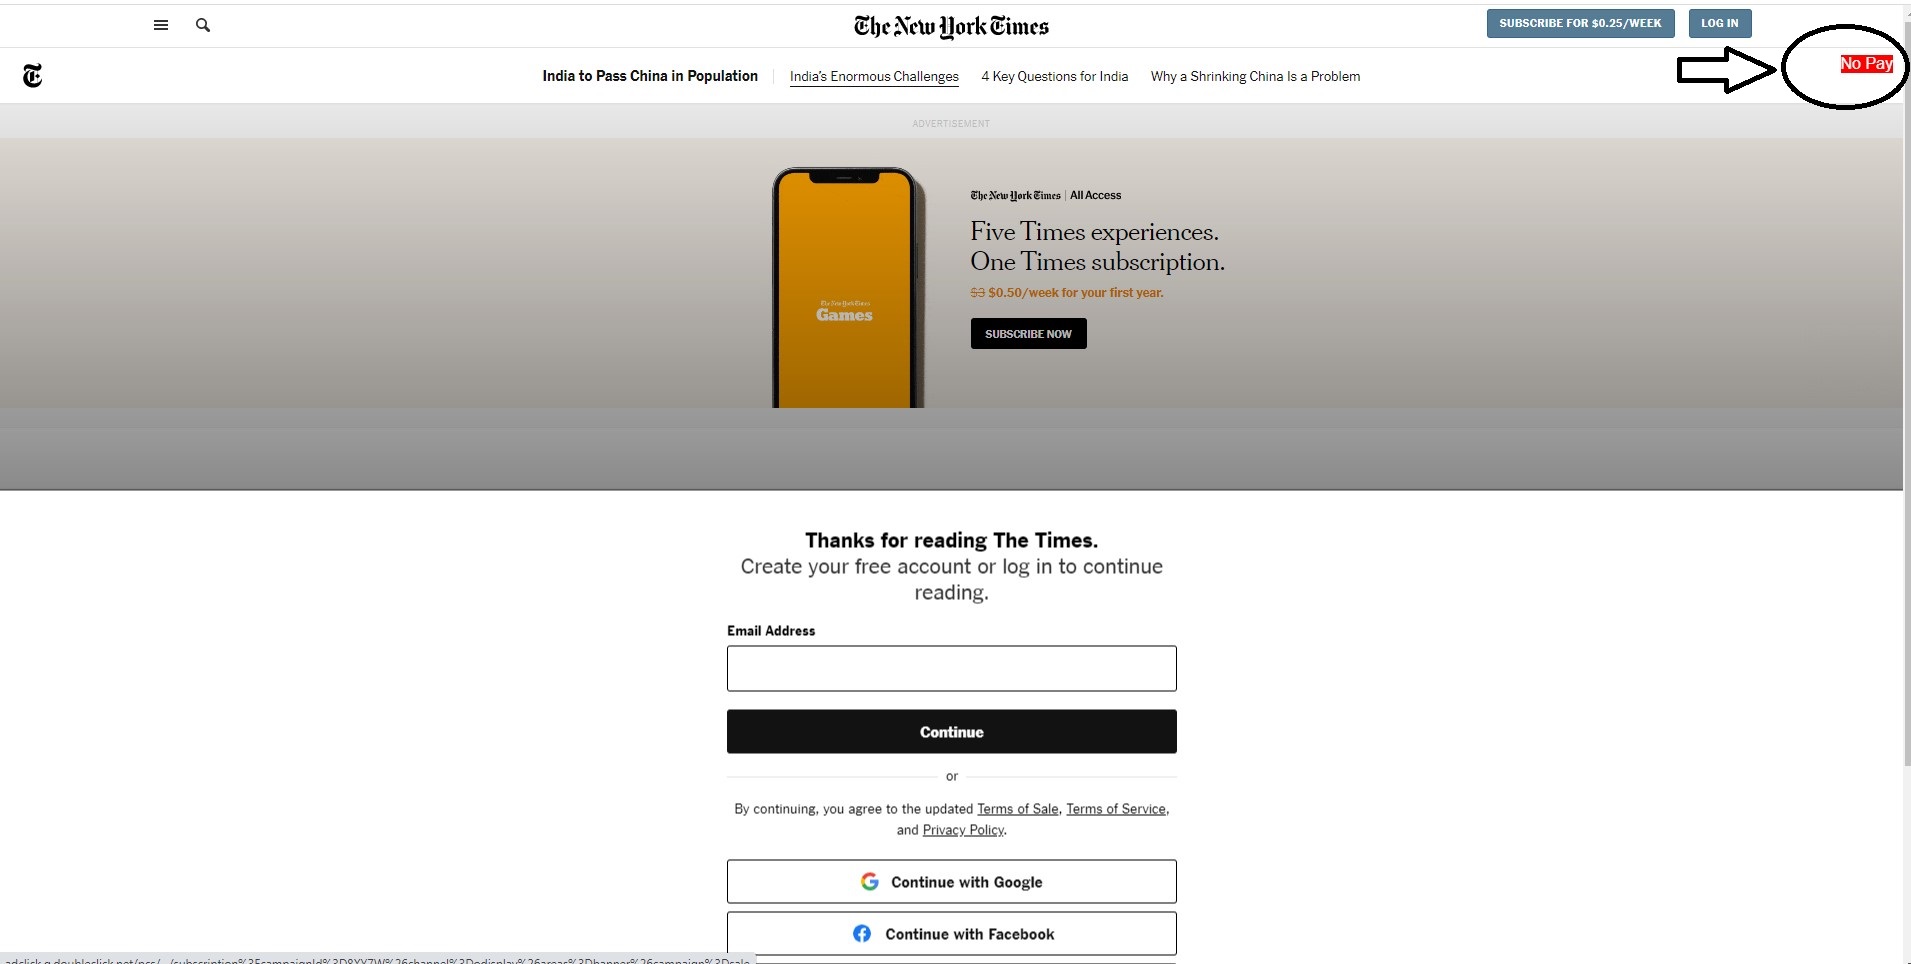 The New York Times
SUBSCRIBE FOR $0.25/WEEK
LOG IN
No Pay
India to Pass China in Population
India's Enormous Challenges
4 Key Questions for India
Why a Shrinking China Is a Problem
ADVERTISEMENT
The New York Times | All Access
Five Times experiences.
One Times subscription.
$3 $0.50/week for your first year.
SUBSCRIBE NOW
The New York Times
Games
Thanks for reading The Times.
Create your free account or log in to continue
reading.
Email Address
Continue
or
By continuing, you agree to the updated Terms of Sale, Terms of Service,
and Privacy Policy.
Continue with Google
Continue with Facebook